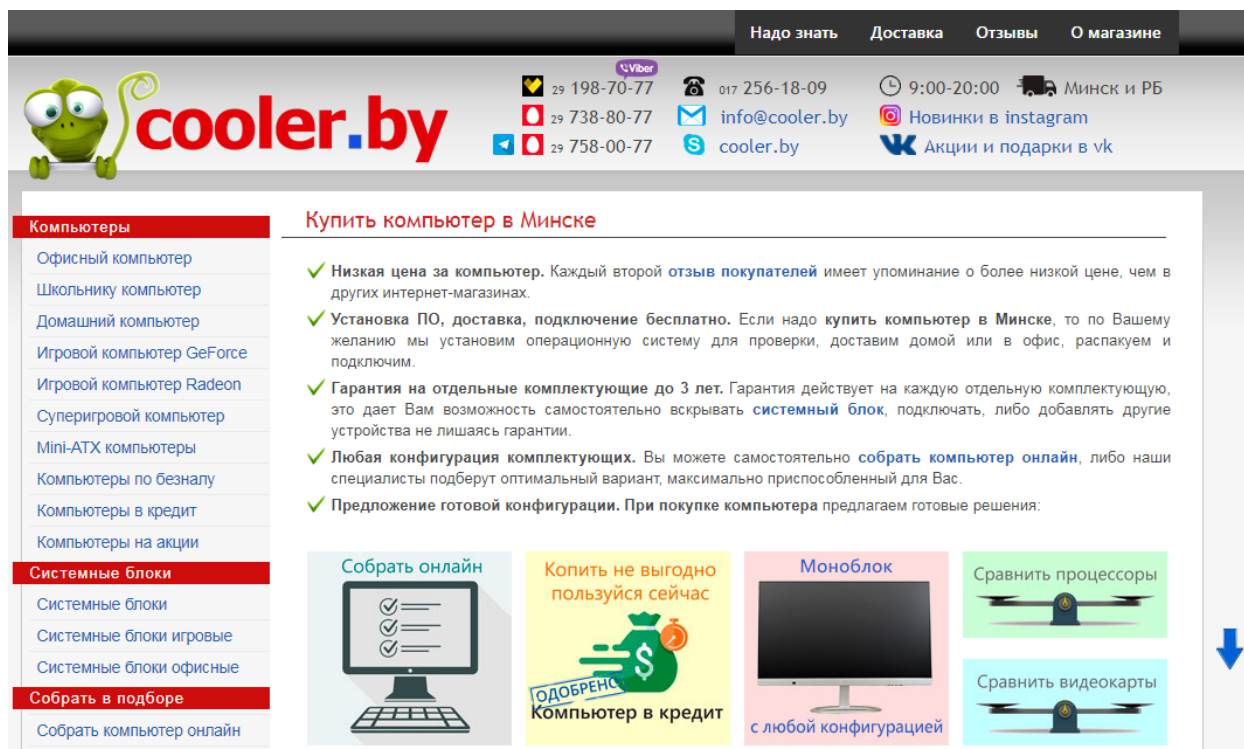 Надо знать Доставка Отзывы О магазине
Viber
29 198-70-77 017 256-18-09 9:00-20:00 Минск и РБ
cooler.by
29 738-80-77 info@cooler.by Новинки в instagram
29 758-00-77 cooler.by Акции и подарки в vk
Компьютеры
Офисный компьютер
Школьнику компьютер
Домашний компьютер
Игровой компьютер GeForce
Игровой компьютер Radeon
Суперигровой компьютер
Mini-ATX компьютеры
Компьютеры по безналу
Компьютеры в кредит
Компьютеры на акции
Системные блоки
Системные блоки
Системные блоки игровые
Системные блоки офисные
Собрать в подборе
Собрать компьютер онлайн
Купить компьютер в Минске
Низкая цена за компьютер. Каждый второй отзыв покупателей имеет упоминание о более низкой цене, чем в
других интернет-магазинах.
Установка ПО, доставка, подключение бесплатно. Если надо купить компьютер в Минске, то по Вашему
желанию мы установим операционную систему для проверки, доставим домой или в офис, распакуем и
подключим.
Гарантия на отдельные комплектующие до 3 лет. Гарантия действует на каждую отдельную комплектующую,
это дает Вам возможность самостоятельно вскрывать системный блок, подключать, либо добавлять другие
устройства не лишаясь гарантии.
Любая конфигурация комплектующих. Вы можете самостоятельно собрать компьютер онлайн, либо наши
специалисты подберут оптимальный вариант, максимально приспособленный для Вас.
Предложение готовой конфигурации. При покупке компьютера предлагаем готовые решения:
Собрать онлайн
Копить не выгодно
пользуйся сейчас
$
ОДОБРЕНО
Компьютер в кредит
Моноблок
с любой конфигурацией
Сравнить процессоры
Сравнить видеокарты